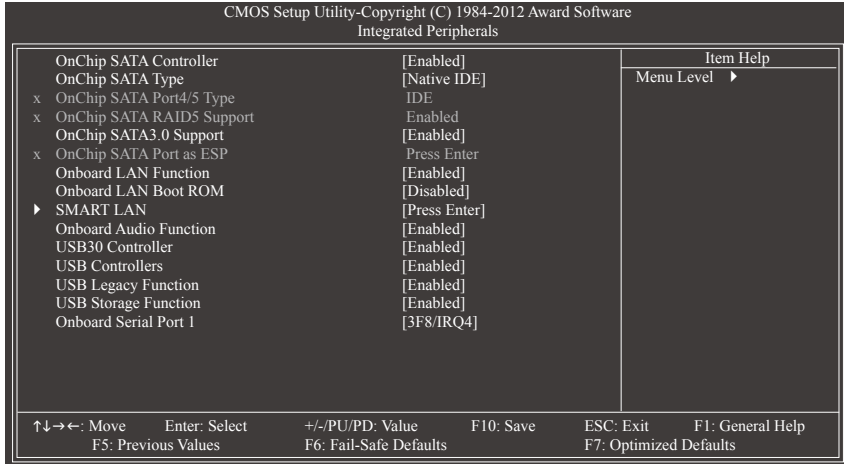 CMOS Setup Utility-Copyright (C) 1984-2012 Award Software
Integrated Peripherals
OnChip SATA Controller [Enabled]
OnChip SATA Type [Native IDE]
x OnChip SATA Port4/5 Type IDE
x OnChip SATA RAID5 Support Enabled
OnChip SATA3.0 Support [Enabled]
x OnChip SATA Port as ESP Press Enter
Onboard LAN Function [Enabled]
Onboard LAN Boot ROM [Disabled]
SMART LAN [Press Enter]
Onboard Audio Function [Enabled]
USB30 Controller [Enabled]
USB Controllers [Enabled]
USB Legacy Function [Enabled]
USB Storage Function [Enabled]
Onboard Serial Port 1 [3F8/IRQ4]
Item Help
Menu Level
↑↓→←: Move Enter: Select +/-/PU/PD: Value F10: Save ESC: Exit F1: General Help
F5: Previous Values F6: Fail-Safe Defaults F7: Optimized Defaults